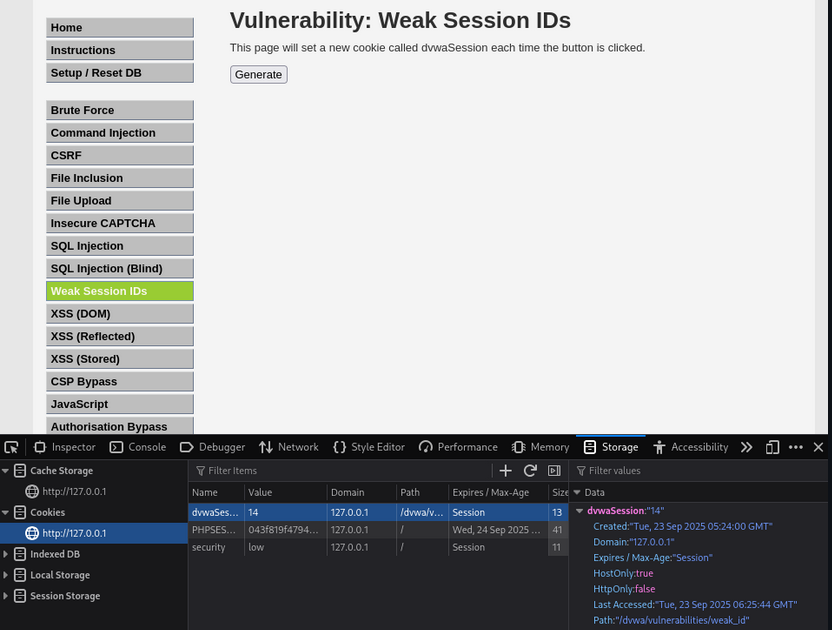 Vulnerability: Weak Session IDs
This page will set a new cookie called dvwaSession each time the button is clicked.
Generate
Home
Instructions
Setup / Reset DB
Brute Force
Command Injection
CSRF
File Inclusion
File Upload
Insecure CAPTCHA
SQL Injection
SQL Injection (Blind)
Weak Session IDs
XSS (DOM)
XSS (Reflected)
XSS (Stored)
CSP Bypass
JavaScript
Authorisation Bypass
Inspector Console Debugger Network Style Editor Performance Memory Storage Accessibility
Cache Storage
http://127.0.0.1
Cookies
http://127.0.0.1
Indexed DB
Local Storage
Session Storage
Filter Items
Name Value Domain Path Expires / Max-Age Size
dvwaSes... 14 127.0.0.1 /dvwa/v... Session 13
PHPSES... 043f819f4794... 127.0.0.1 / Wed, 24 Sep 2025 ... 41
security low 127.0.0.1 / Session 11
Filter values
Data
dvwaSession:"14"
Created:"Tue, 23 Sep 2025 05:24:00 GMT"
Domain:"127.0.0.1"
Expires / Max-Age:"Session"
HostOnly:true
HttpOnly:false
Last Accessed:"Tue, 23 Sep 2025 06:25:44 GMT"
Path:"/dvwa/vulnerabilities/weak_id"